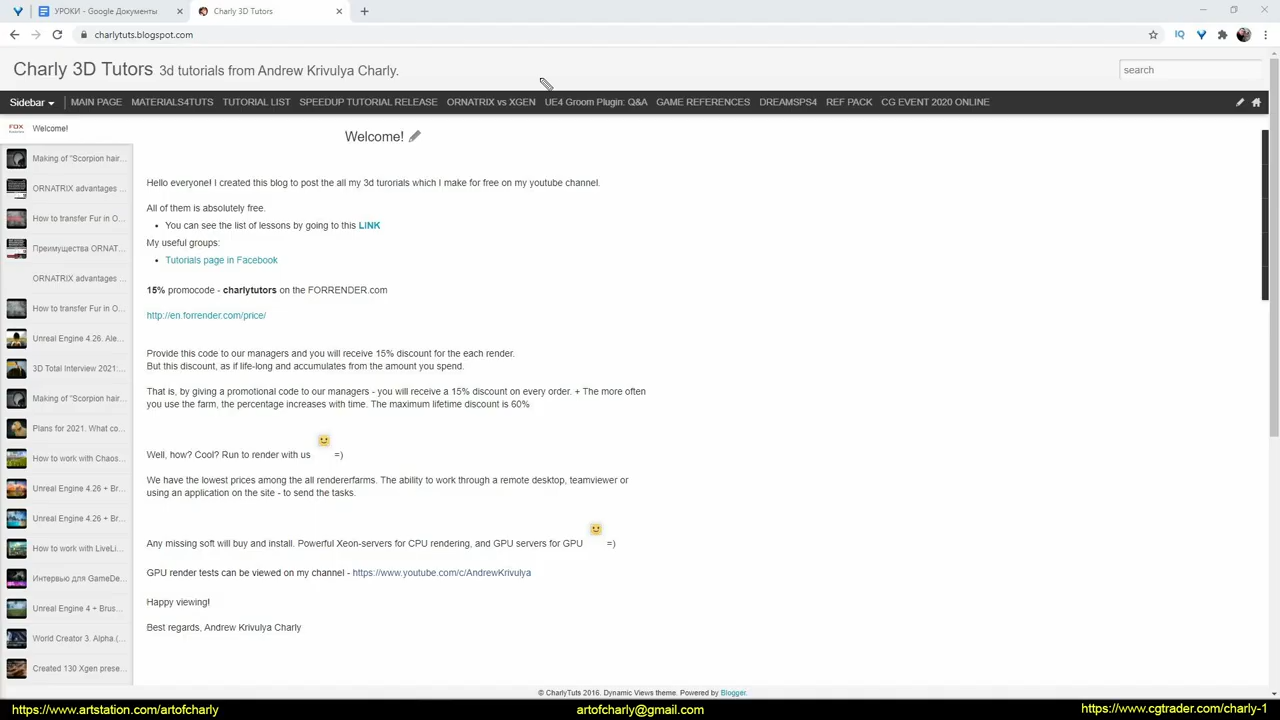 УРОКИ - Google Документы
Charly 3D Tutors
charlytuts.blogspot.com
Charly 3D Tutors 3d tutorials from Andrew Krivulya Charly.
search
Sidebar MAIN PAGE MATERIALS4TUTS TUTORIAL LIST SPEEDUP TUTORIAL RELEASE ORNATRIX vs XGEN UE4 Groom Plugin: Q&A GAME REFERENCES DREAMSPS4 REF PACK CG EVENT 2020 ONLINE
FOX
Welcome!
Making of "Scorpion hair...
ORNATRIX advantages ...
How to transfer Fur in O...
Преимущества ORNAT...
ORNATRIX advantages ...
How to transfer Fur in O...
Unreal Engine 4.26. Ale...
3D Total Interview 2021:...
Making of "Scorpion hair...
Plans for 2021. What co...
How to work with Chaos...
Unreal Engine 4.26 + Br...
Unreal Engine 4.26 + Br...
How to work with LiveLi...
Интервью для GameDe...
Unreal Engine 4 + Brus...
World Creator 3. Alpha.(...
Created 130 Xgen prese...
Welcome!
Hello everyone! I created this blog to post the all my 3d turorials which I make for free on my youtube channel.
All of them is absolutely free.
You can see the list of lessons by going to this LINK
My useful groups:
Tutorials page in Facebook
15% promocode - charlytutors on the FORRENDER.com
http://en.forrender.com/price/
Provide this code to our managers and you will receive 15% discount for the each render.
But this discount, as if life-long and accumulates from the amount you spend.
That is, by giving a promotional code to our managers - you will receive a 15% discount on every order. + The more often
you use the farm, the percentage increases with time. The maximum lifetime discount is 60%
Well, how? Cool? Run to render with us =)
We have the lowest prices among the all rendererfarms. The ability to work through a remote desktop, teamviewer or
using an application on the site - to send the tasks.
Any missing soft will buy and install. Powerful Xeon-servers for CPU rendering, and GPU servers for GPU =)
GPU render tests can be viewed on my channel - https://www.youtube.com/c/AndrewKrivulya
Happy viewing!
Best regards, Andrew Krivulya Charly
© CharlyTuts 2016. Dynamic Views theme. Powered by Blogger.
https://www.artstation.com/artofcharly
artofcharly@gmail.com
https://www.cgtrader.com/charly-1